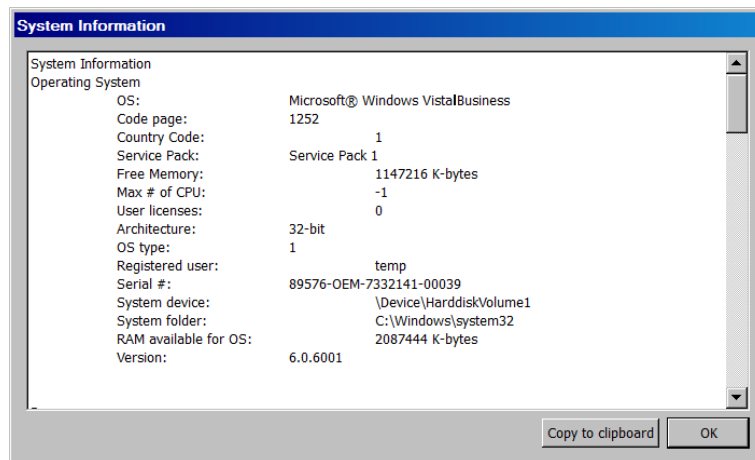 System Information
System Information
Operating System
OS: Microsoft® Windows VistalBusiness
Code page: 1252
Country Code: 1
Service Pack: Service Pack 1
Free Memory: 1147216 K-bytes
Max # of CPU: -1
User licenses: 0
Architecture: 32-bit
OS type: 1
Registered user: temp
Serial #: 89576-OEM-7332141-00039
System device: \Device\HarddiskVolume1
System folder: C:\Windows\system32
RAM available for OS: 2087444 K-bytes
Version: 6.0.6001
Copy to clipboard OK